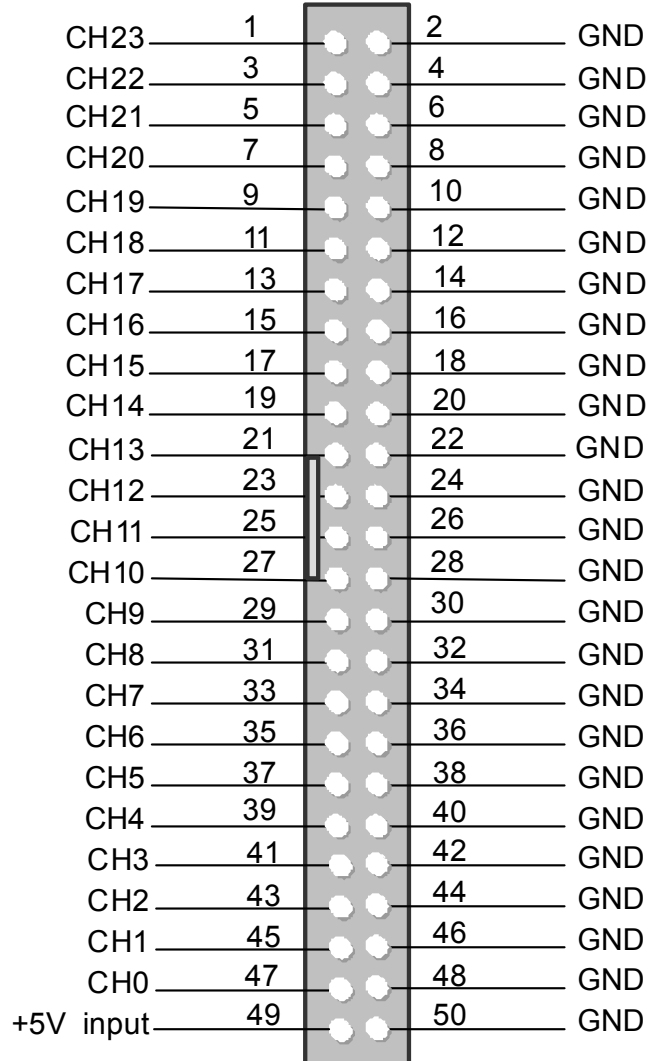 CH23 1 2 GND
CH22 3 4 GND
CH21 5 6 GND
CH20 7 8 GND
CH19 9 10 GND
CH18 11 12 GND
CH17 13 14 GND
CH16 15 16 GND
CH15 17 18 GND
CH14 19 20 GND
CH13 21 22 GND
CH12 23 24 GND
CH11 25 26 GND
CH10 27 28 GND
CH9 29 30 GND
CH8 31 32 GND
CH7 33 34 GND
CH6 35 36 GND
CH5 37 38 GND
CH4 39 40 GND
CH3 41 42 GND
CH2 43 44 GND
CH1 45 46 GND
CH0 47 48 GND
+5V input 49 50 GND